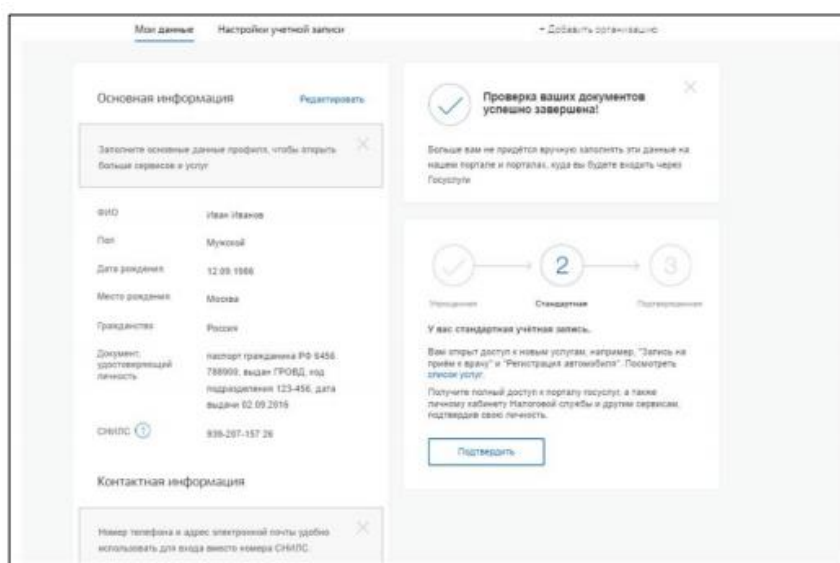 Мои данные
Настройки учетной записи
+ Добавить организацию
Основная информация
Редактировать
Заполните основные данные профиля, чтобы открыть
больше сервисов и услуг
ФИО
Иван Иванов
Пол
Мужской
Дата рождения
12.09.1986
Место рождения
Москва
Гражданство
Россия
Документ,
удостоверяющий
личность
паспорт гражданина РФ 6456
788900, выдан ГРОВД, код
подразделения 123-456, дата
выдачи 02.09.2016
СНИЛС
936-207-157 26
Контактная информация
Номер телефона и адрес электронной почты удобно
использовать для входа вместо номера СНИЛС.
Проверка ваших документов
успешно завершена!
Больше вам не придётся вручную заполнять эти данные на
нашем портале и порталах, куда вы будете входить через
Госуслуги
2
3
Упрощенная
Стандартная
Подтвержденная
У вас стандартная учётная запись.
Вам открыт доступ к новым услугам, например, "Запись на
приём к врачу" и "Регистрация автомобиля". Посмотреть
список услуг.
Получите полный доступ к порталу госуслуг, а также
личному кабинету Налоговой службы и другим сервисам,
подтвердив свою личность.
Подтвердить